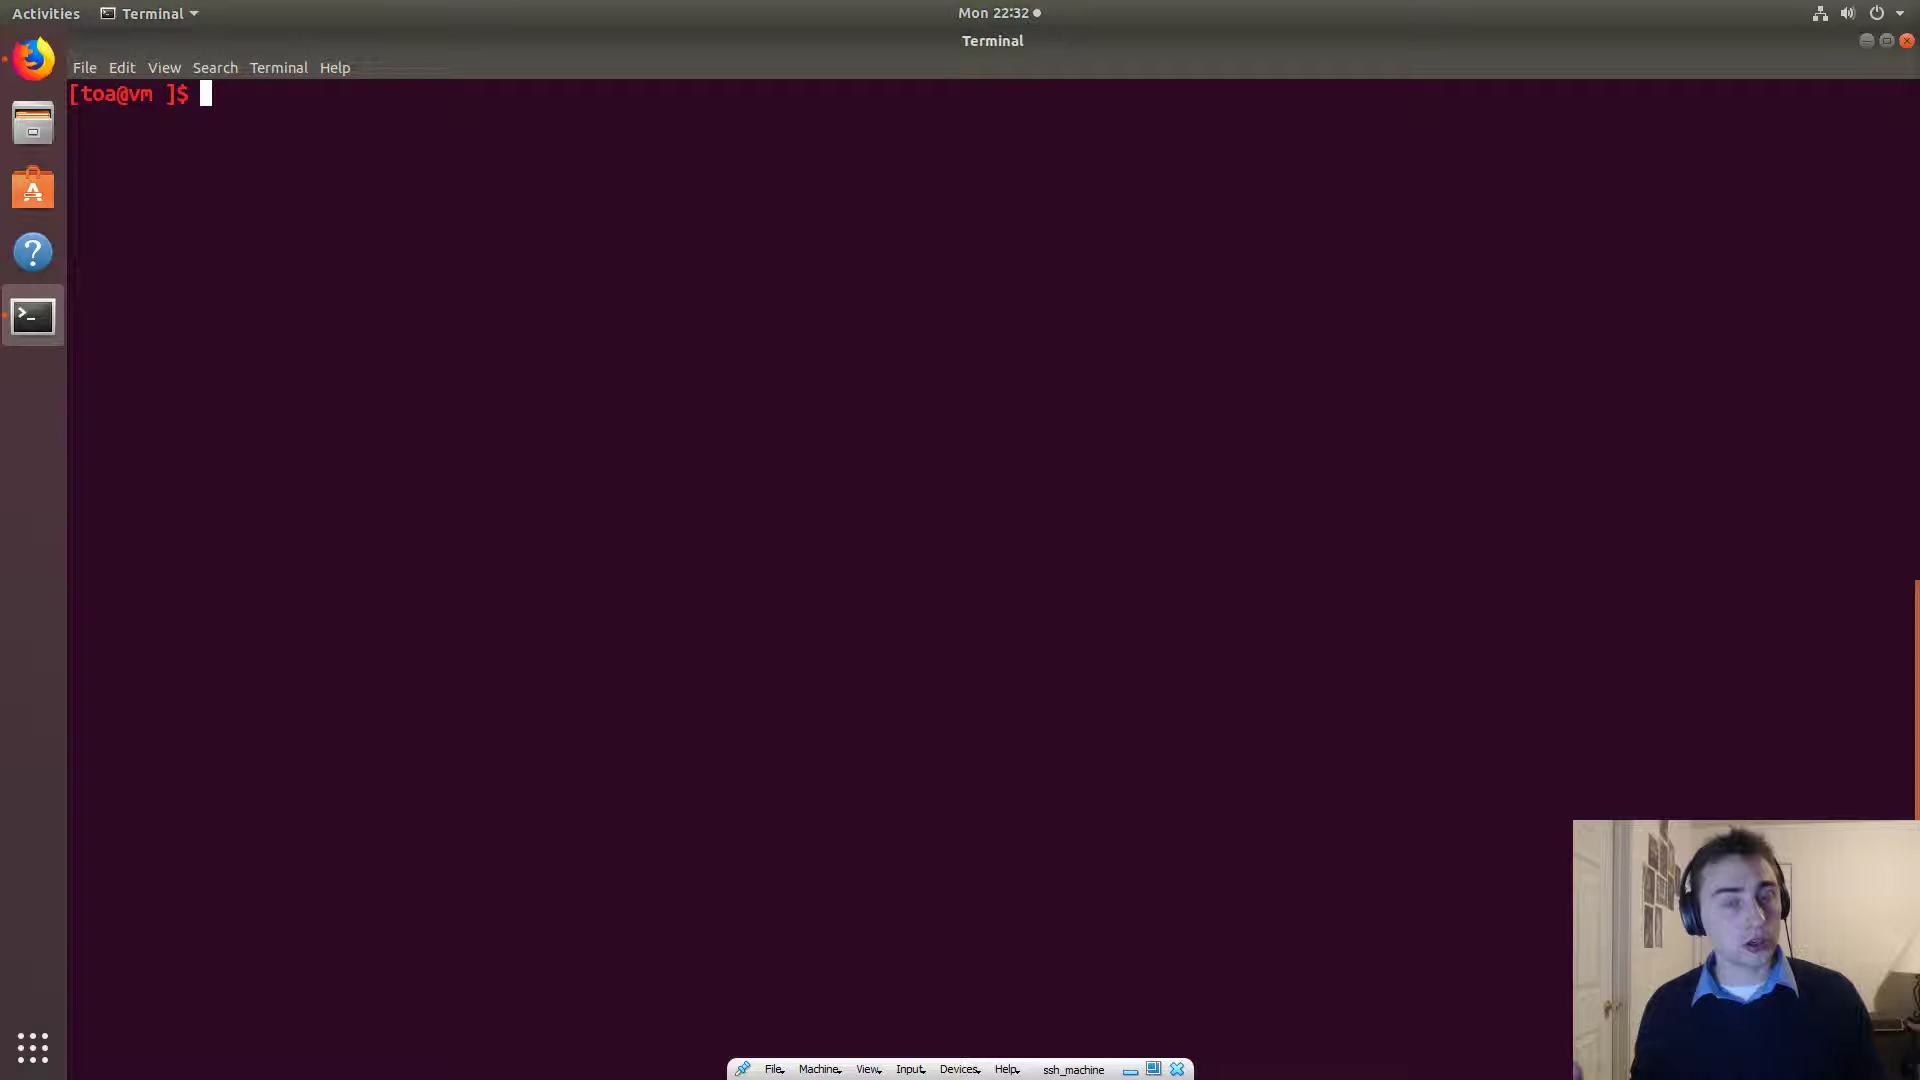 Activities Terminal Mon 22:32
Terminal
File Edit View Search Terminal Help
[toa@vm ]$
File Machine View Input Devices Help ssh_machine